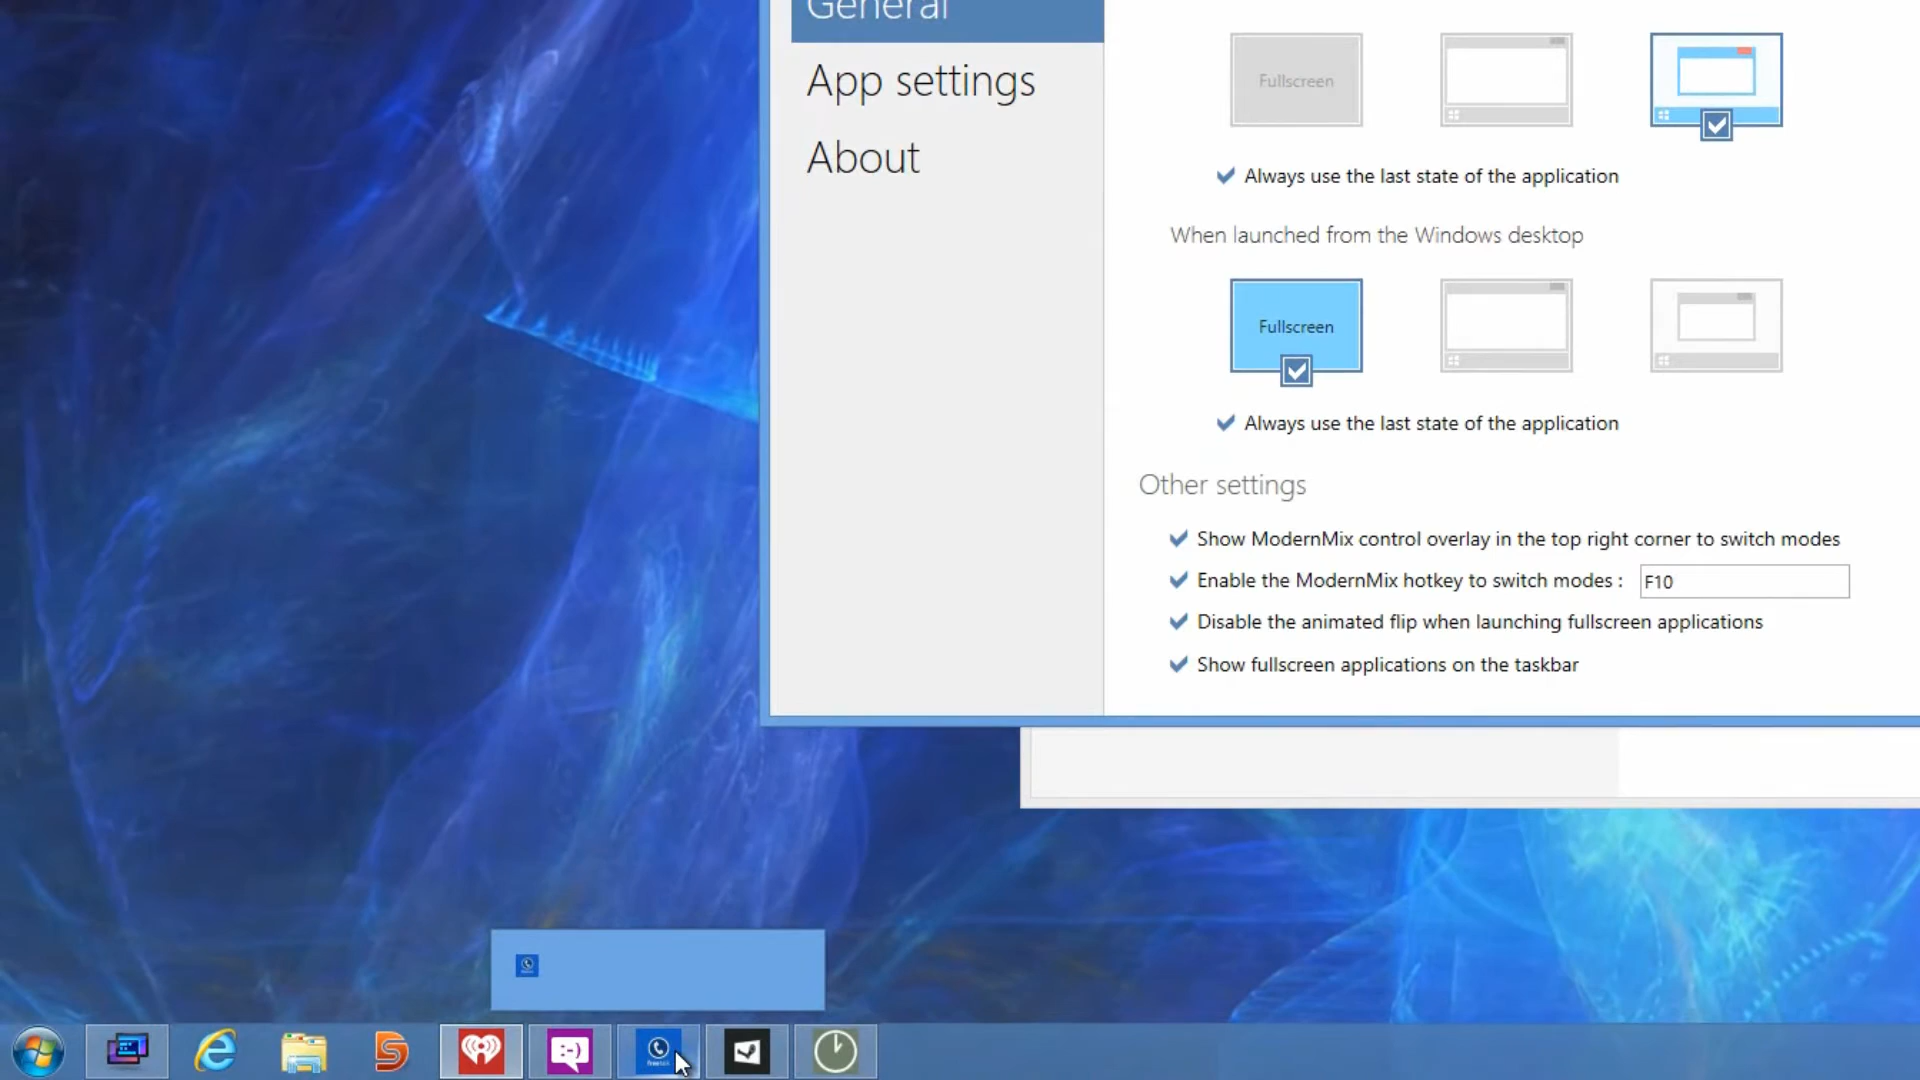 General
App settings
About
Fullscreen
Always use the last state of the application
When launched from the Windows desktop
Fullscreen
Always use the last state of the application
Other settings
Show ModernMix control overlay in the top right corner to switch modes
Enable the ModernMix hotkey to switch modes : F10
Disable the animated flip when launching fullscreen applications
Show fullscreen applications on the taskbar
:-)